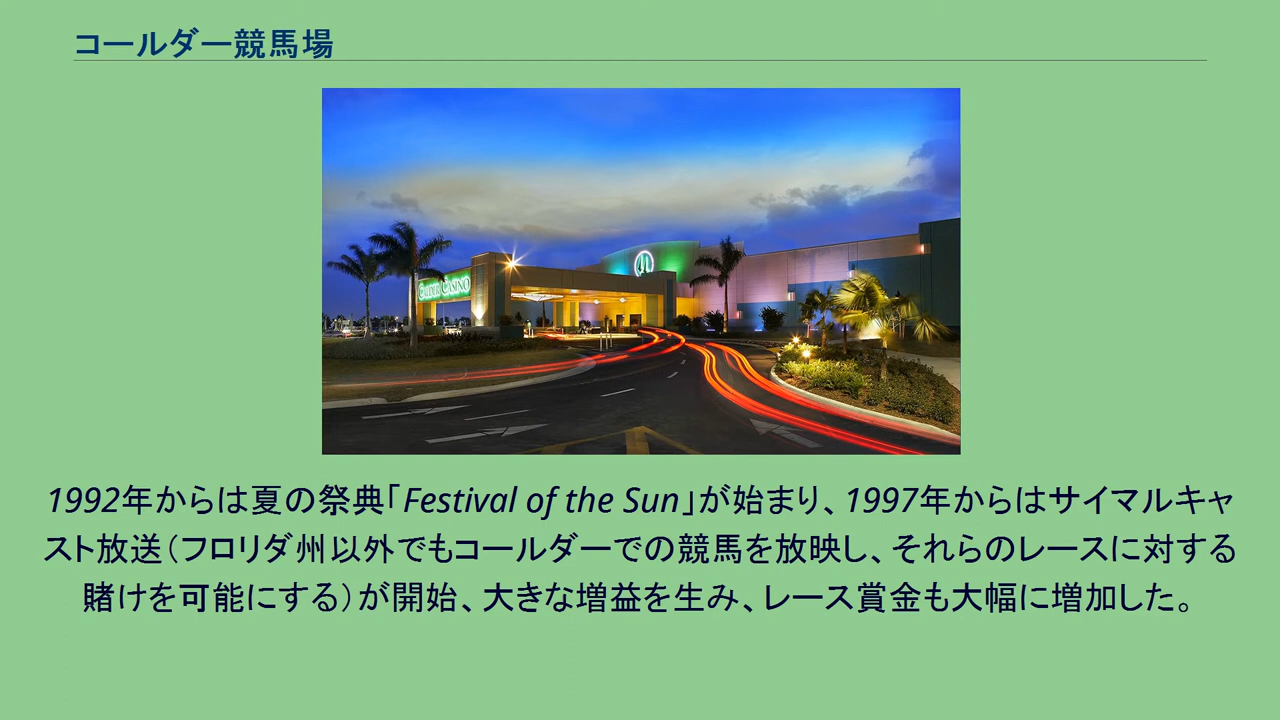 コールダー競馬場
CALDER CASINO
1992年からは夏の祭典｢Festival of the Sun｣が始まり、1997年からはサイマルキャ
スト放送（フロリダ州以外でもコールダーでの競馬を放映し、それらのレースに対する
賭けを可能にする）が開始、大きな増益を生み、レース賞金も大幅に増加した。